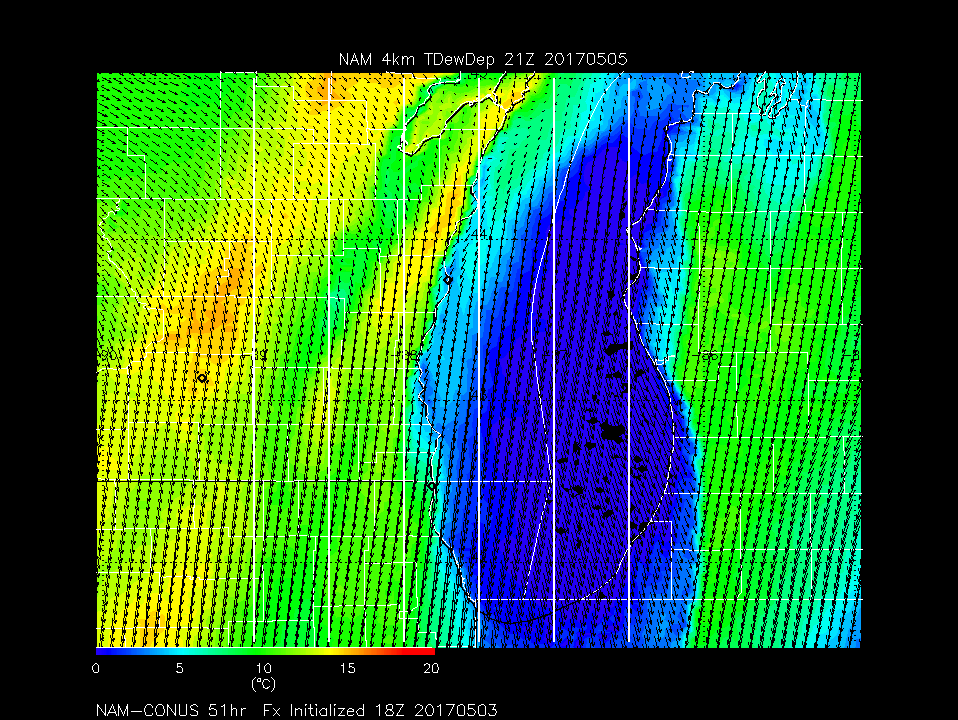 NAM 4km TDewDep 21Z 20170505
0 5 10 15 20
(°C)
NAM-CONUS 51hr Fx Initialized 18Z 20170503